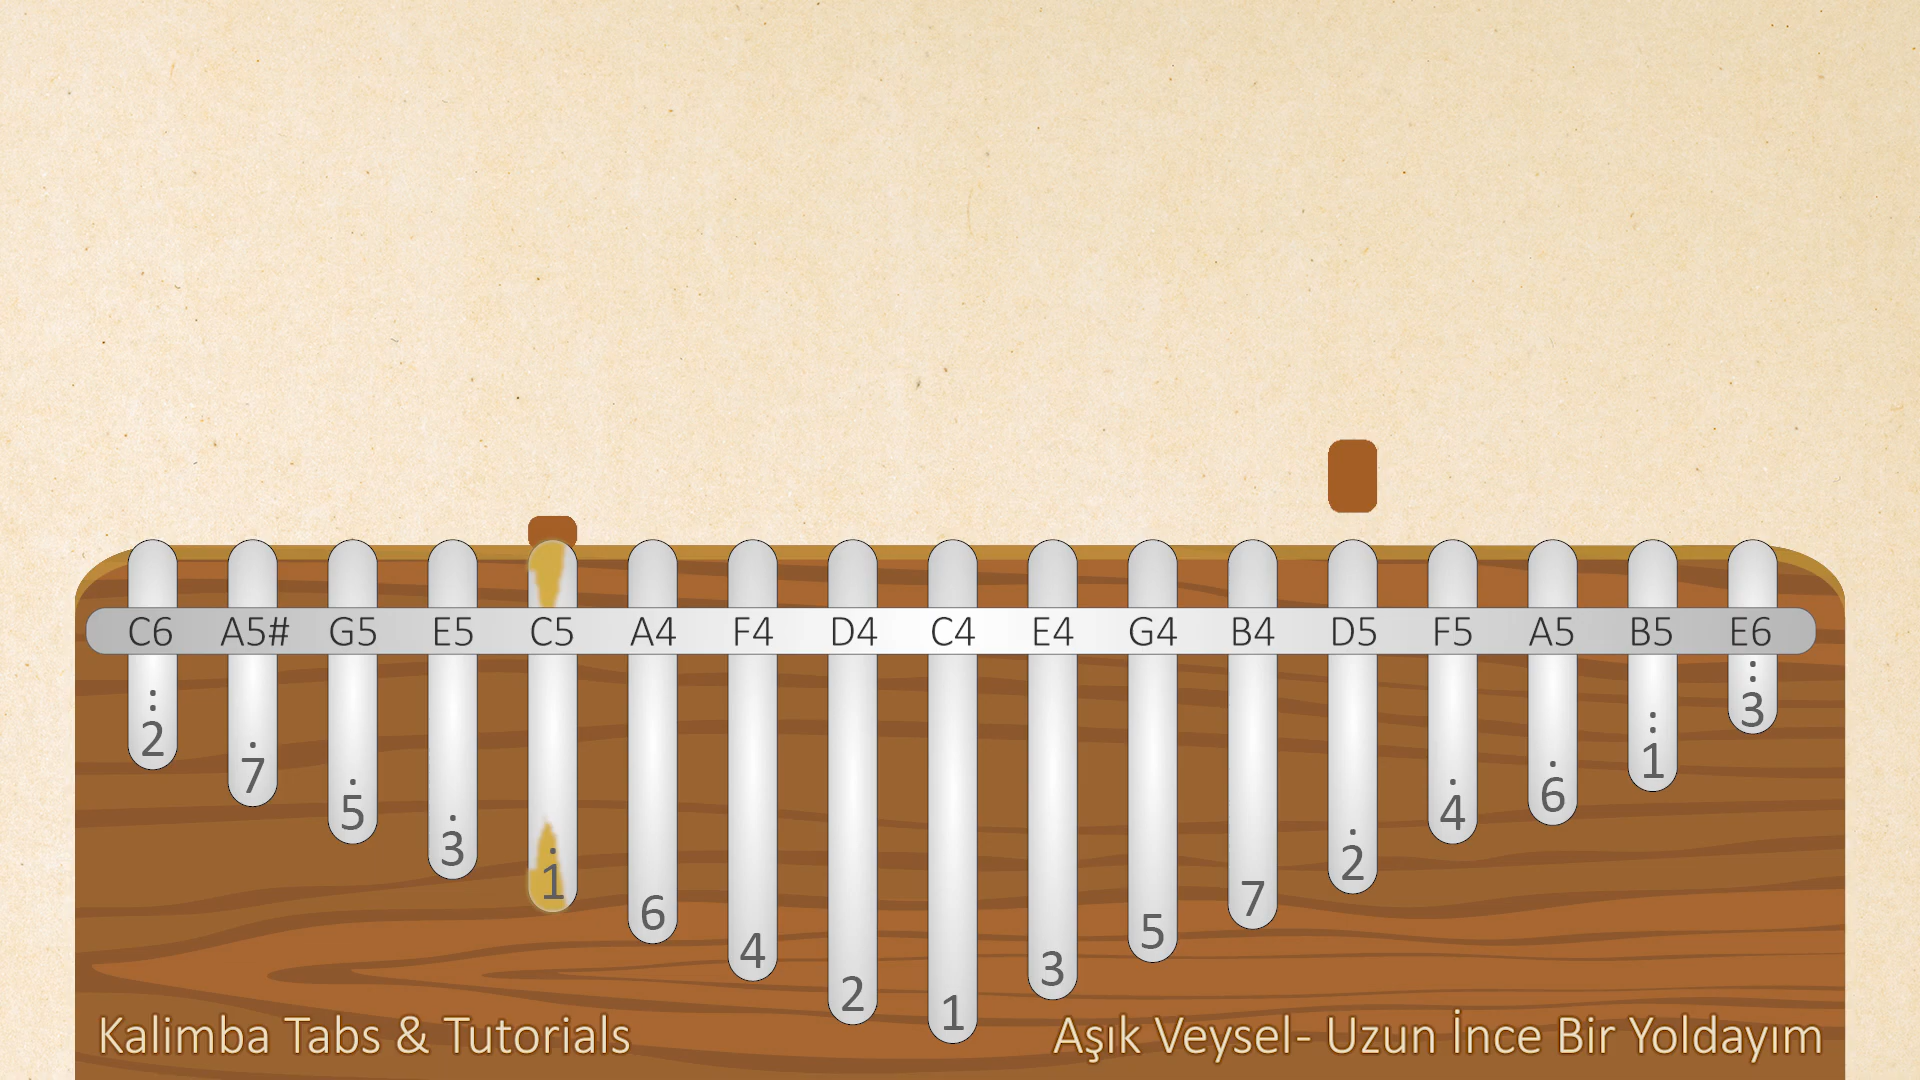 C6 A5# G5 E5 C5 A4 F4 D4 C4 E4 G4 B4 D5 F5 A5 B5 E6
2 7 5 3 1 6 4 2 1 3 5 7 2 4 6 1 3
Kalimba Tabs & Tutorials
Aşık Veysel- Uzun İnce Bir Yoldayım